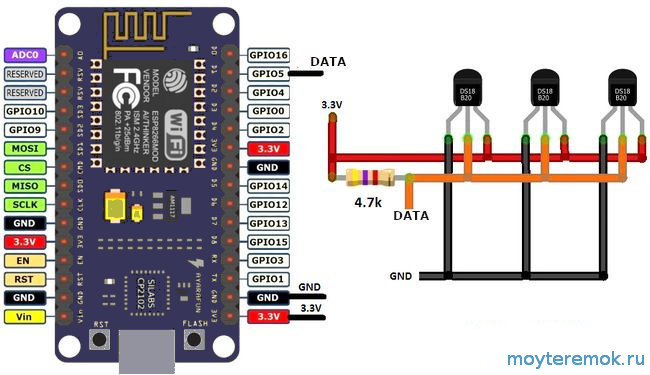 ADC0
RESERVED
RESERVED
GPIO10
GPIO9
MOSI
CS
MISO
SCLK
GND
3.3V
EN
RST
GND
Vin
A0
RSV
RSV
SD3
SD2
SD1
CMD
SD0
CLK
GND
3V3
EN
RST
GND
Vin
MODEL
VENDOR
ESP8266MOD
AI/THINKER
ISM 2.4GHz
PA +25dBm
802.11b/g/n
FC
Wi Fi
AMS1117
SILABS
CP2102
AYARAFUN
RST
FLASH
D0
D1
D2
D3
D4
3V3
GND
D5
D6
D7
D8
RX
TX
GND
3V3
GPIO16
GPIO5
GPIO4
GPIO0
GPIO2
3.3V
GND
GPIO14
GPIO12
GPIO13
GPIO15
GPIO3
GPIO1
GND
3.3V
DATA
GND
3.3V
3.3V
DS18
B20
DS18
B20
DS18
B20
4.7k
DATA
GND
moyteremok.ru